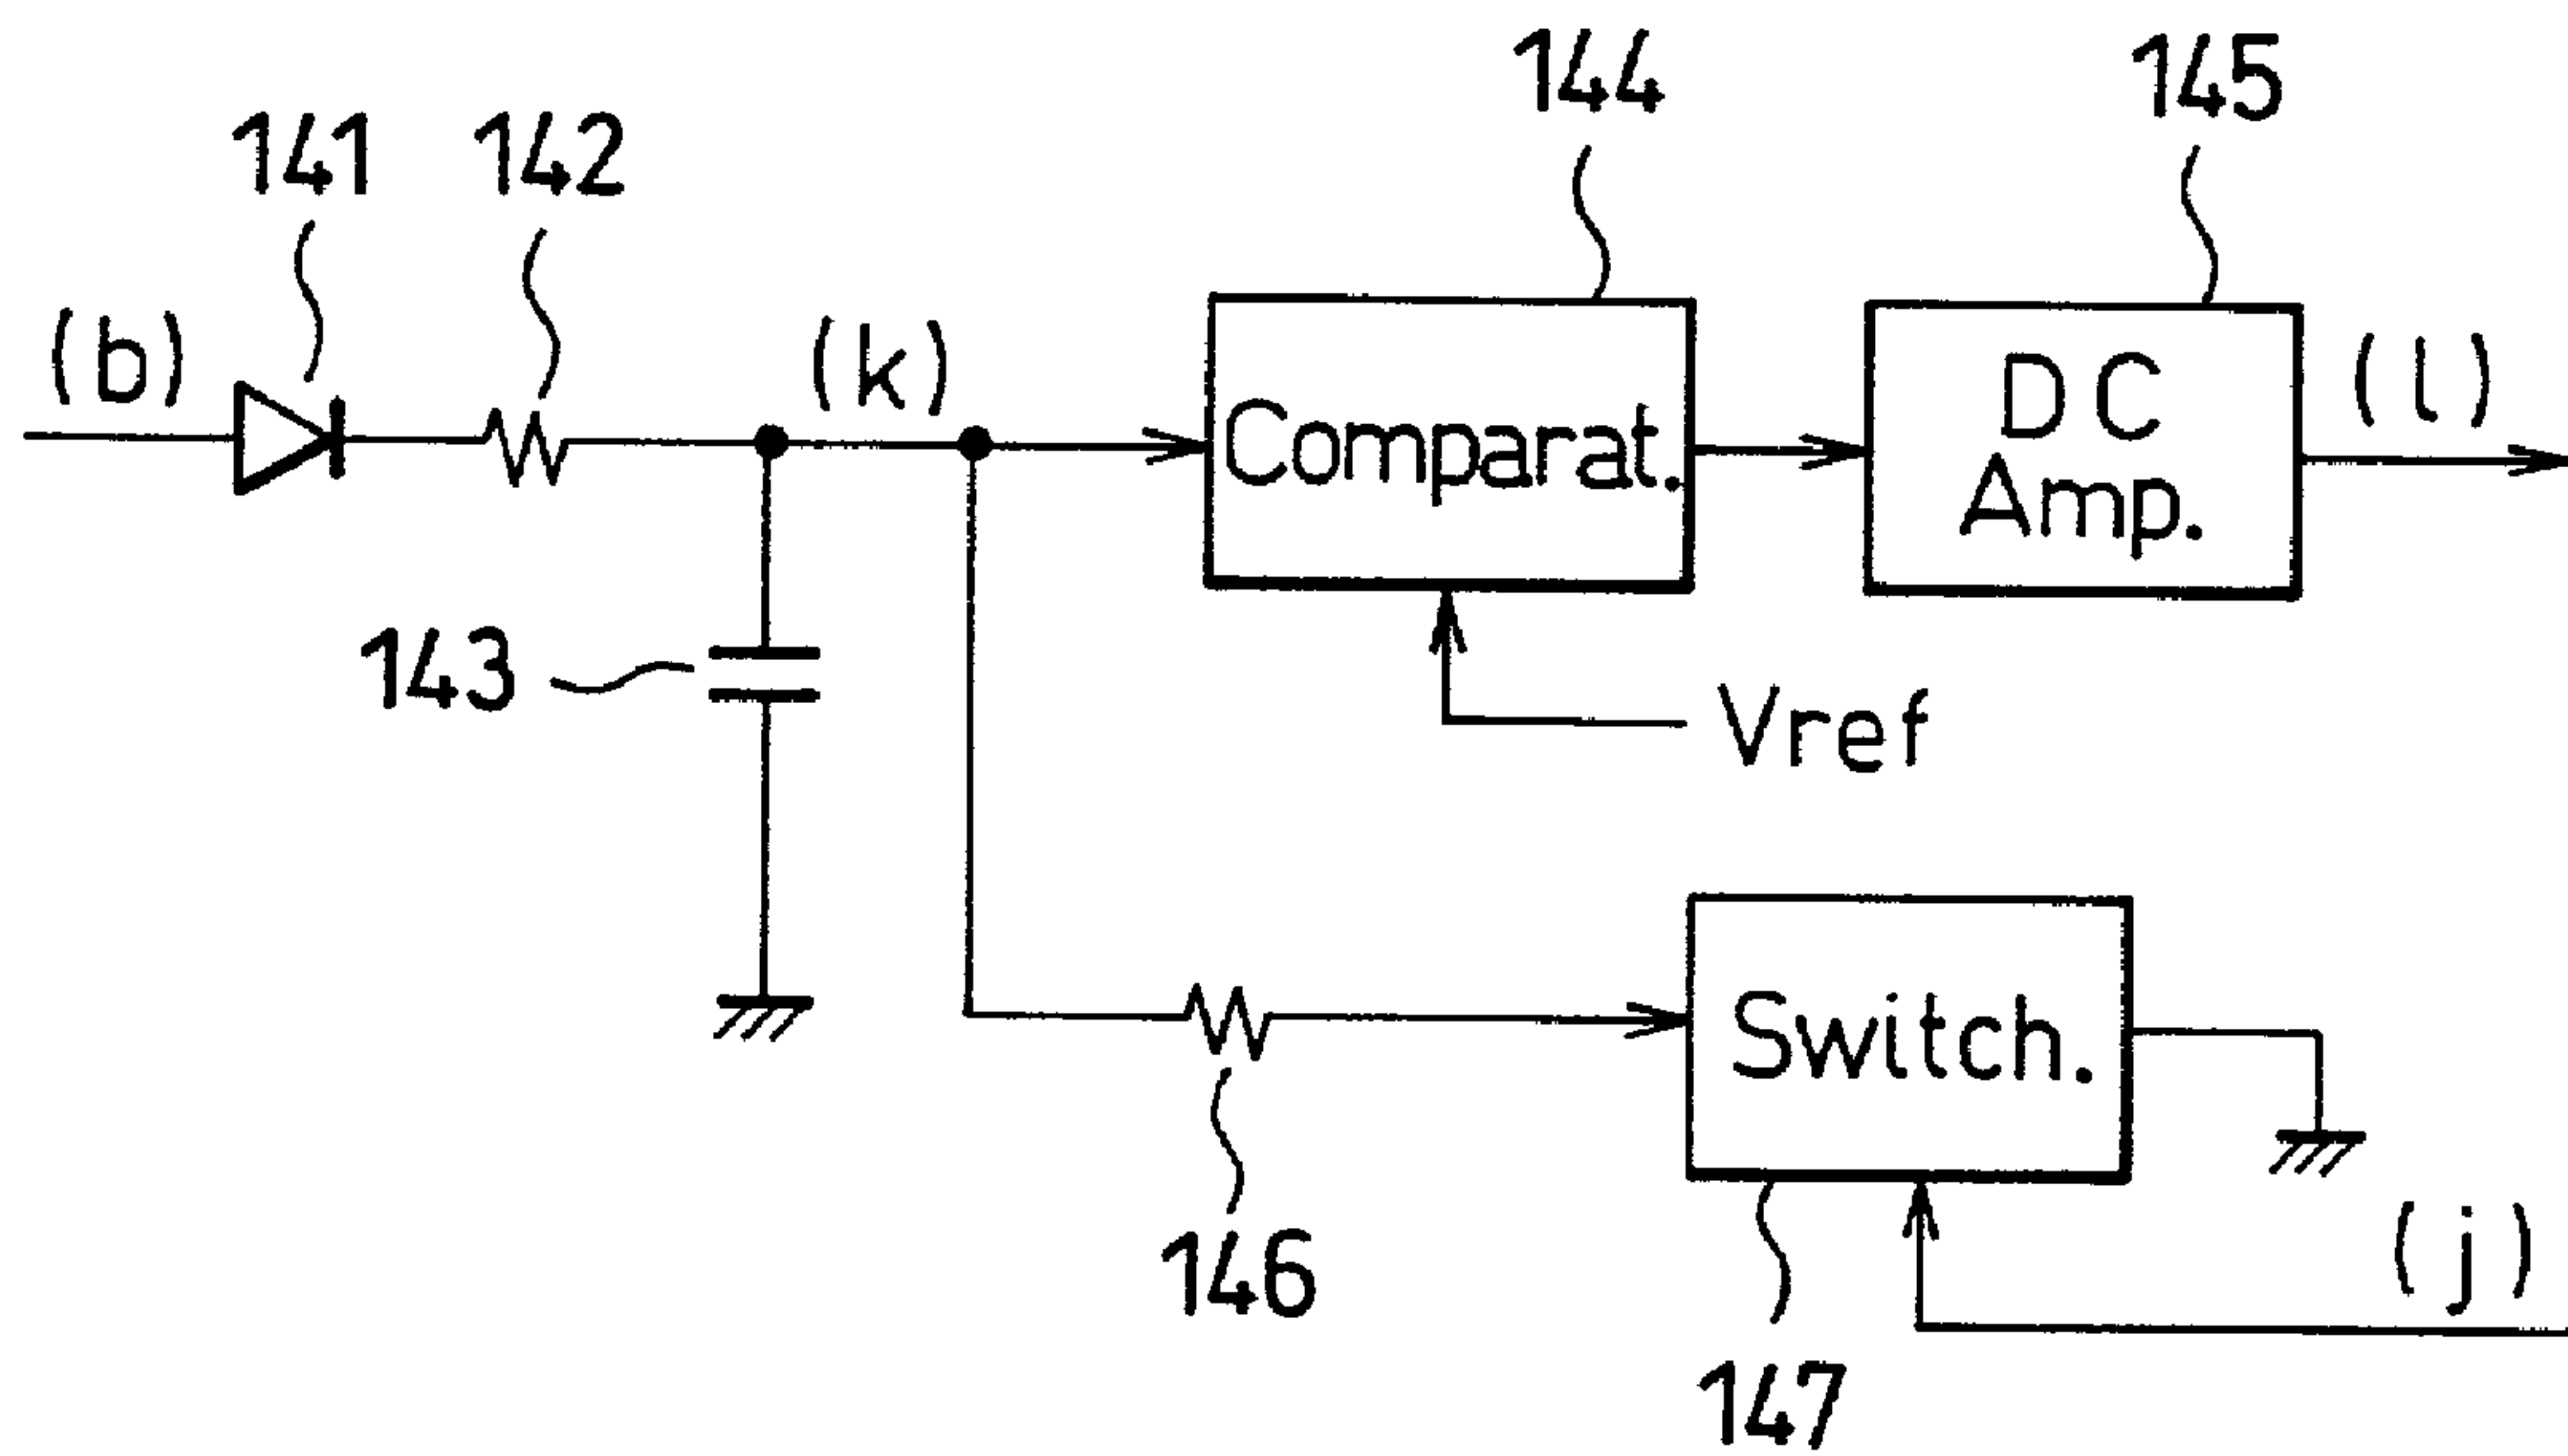 144
145
141
142
(b)
(k)
(l)
Comparat.
DC
Amp.
143
Vref
Switch.
146
(j)
147